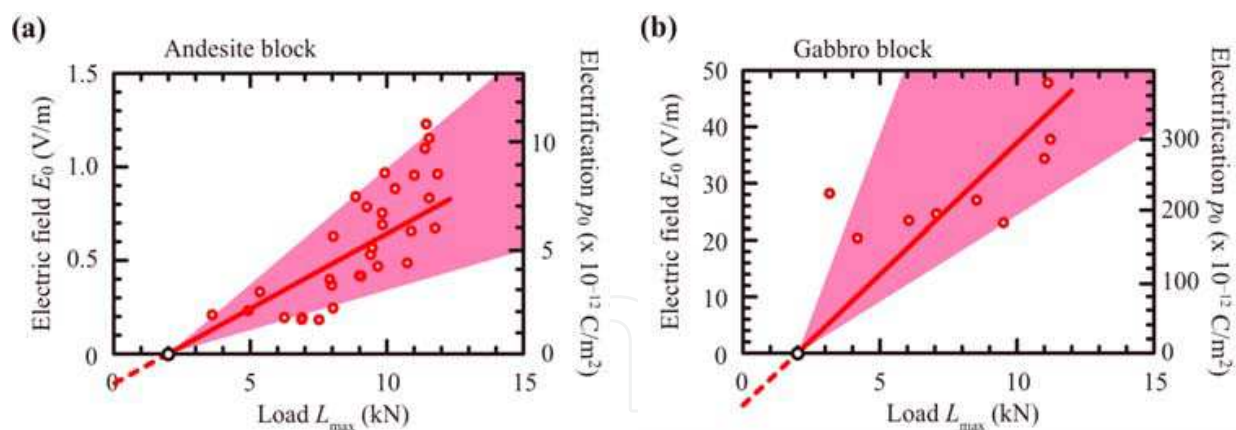 (a)
Andesite block
Electric field E₀ (V/m)
1.5
1.0
0.5
0
0
5
10
15
Load Lmax (kN)
10
5
0
Electrification p₀ (x 10⁻¹² C/m²)
(b)
Gabbro block
Electric field E₀ (V/m)
50
40
30
20
10
0
0
5
10
15
Load Lmax (kN)
300
200
100
0
Electrification p₀ (x 10⁻¹² C/m²)